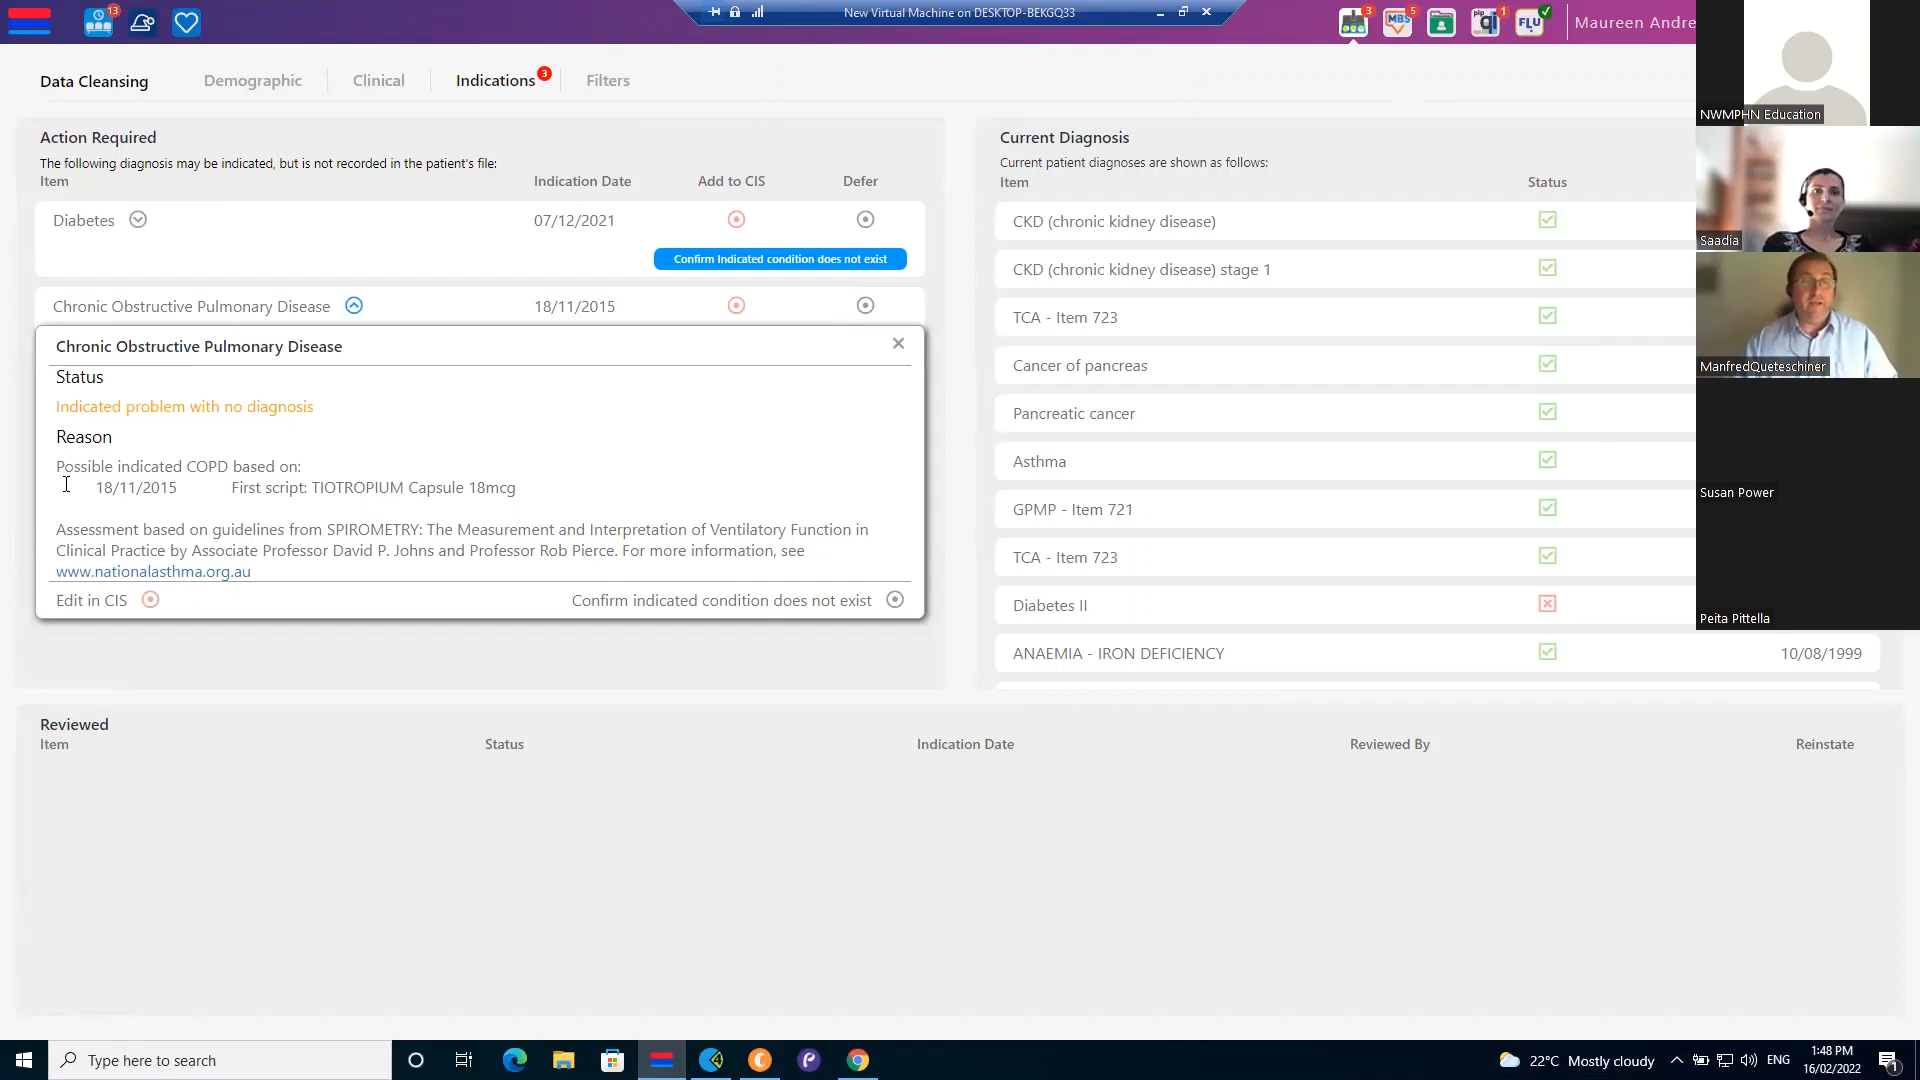 13
New Virtual Machine on DESKTOP-BEKGQ33
3
MBS 5
pip qi 1
FLU
Maureen Andre
Data Cleansing
Demographic
Clinical
Indications 3
Filters
Action Required
The following diagnosis may be indicated, but is not recorded in the patient's file:
Item Indication Date Add to CIS Defer
Diabetes 07/12/2021
Confirm Indicated condition does not exist
Chronic Obstructive Pulmonary Disease 18/11/2015
Chronic Obstructive Pulmonary Disease
Status
Indicated problem with no diagnosis
Reason
Possible indicated COPD based on:
18/11/2015 First script: TIOTROPIUM Capsule 18mcg
Assessment based on guidelines from SPIROMETRY: The Measurement and Interpretation of Ventilatory Function in
Clinical Practice by Associate Professor David P. Johns and Professor Rob Pierce. For more information, see
www.nationalasthma.org.au
Edit in CIS Confirm indicated condition does not exist
Current Diagnosis
Current patient diagnoses are shown as follows:
Item Status
CKD (chronic kidney disease)
CKD (chronic kidney disease) stage 1
TCA - Item 723
Cancer of pancreas
Pancreatic cancer
Asthma
GPMP - Item 721
TCA - Item 723
Diabetes II
ANAEMIA - IRON DEFICIENCY 10/08/1999
NWMPHN Education
Saadia
ManfredQueteschiner
Susan Power
Peita Pittella
Reviewed
Item Status Indication Date Reviewed By Reinstate
Type here to search
22°C Mostly cloudy
ENG
1:48 PM
16/02/2022
1